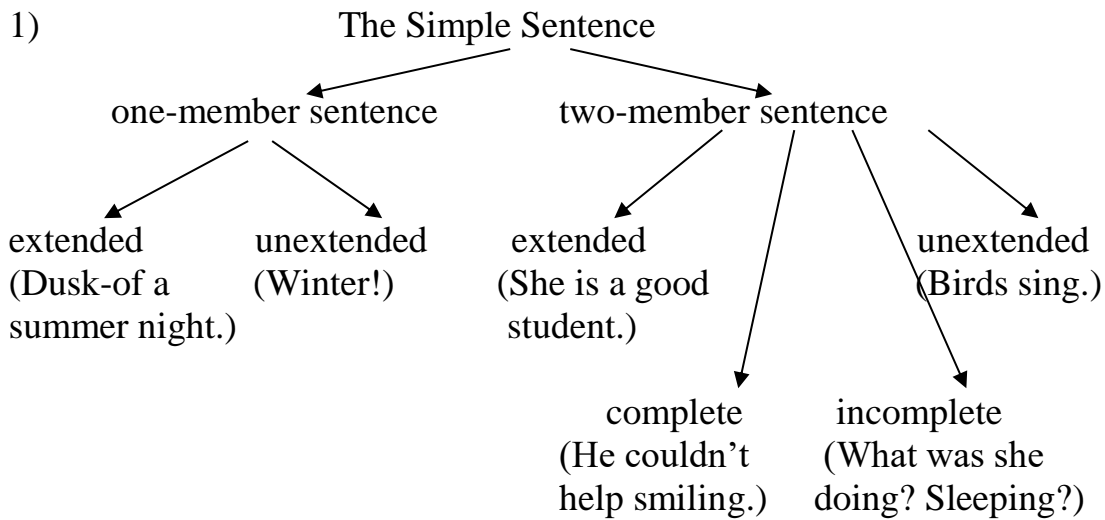 1) The Simple Sentence
one-member sentence two-member sentence
extended unextended extended unextended
(Dusk-of a (Winter!) (She is a good (Birds sing.)
summer night.) student.)
complete incomplete
(He couldn’t (What was she
help smiling.) doing? Sleeping?)